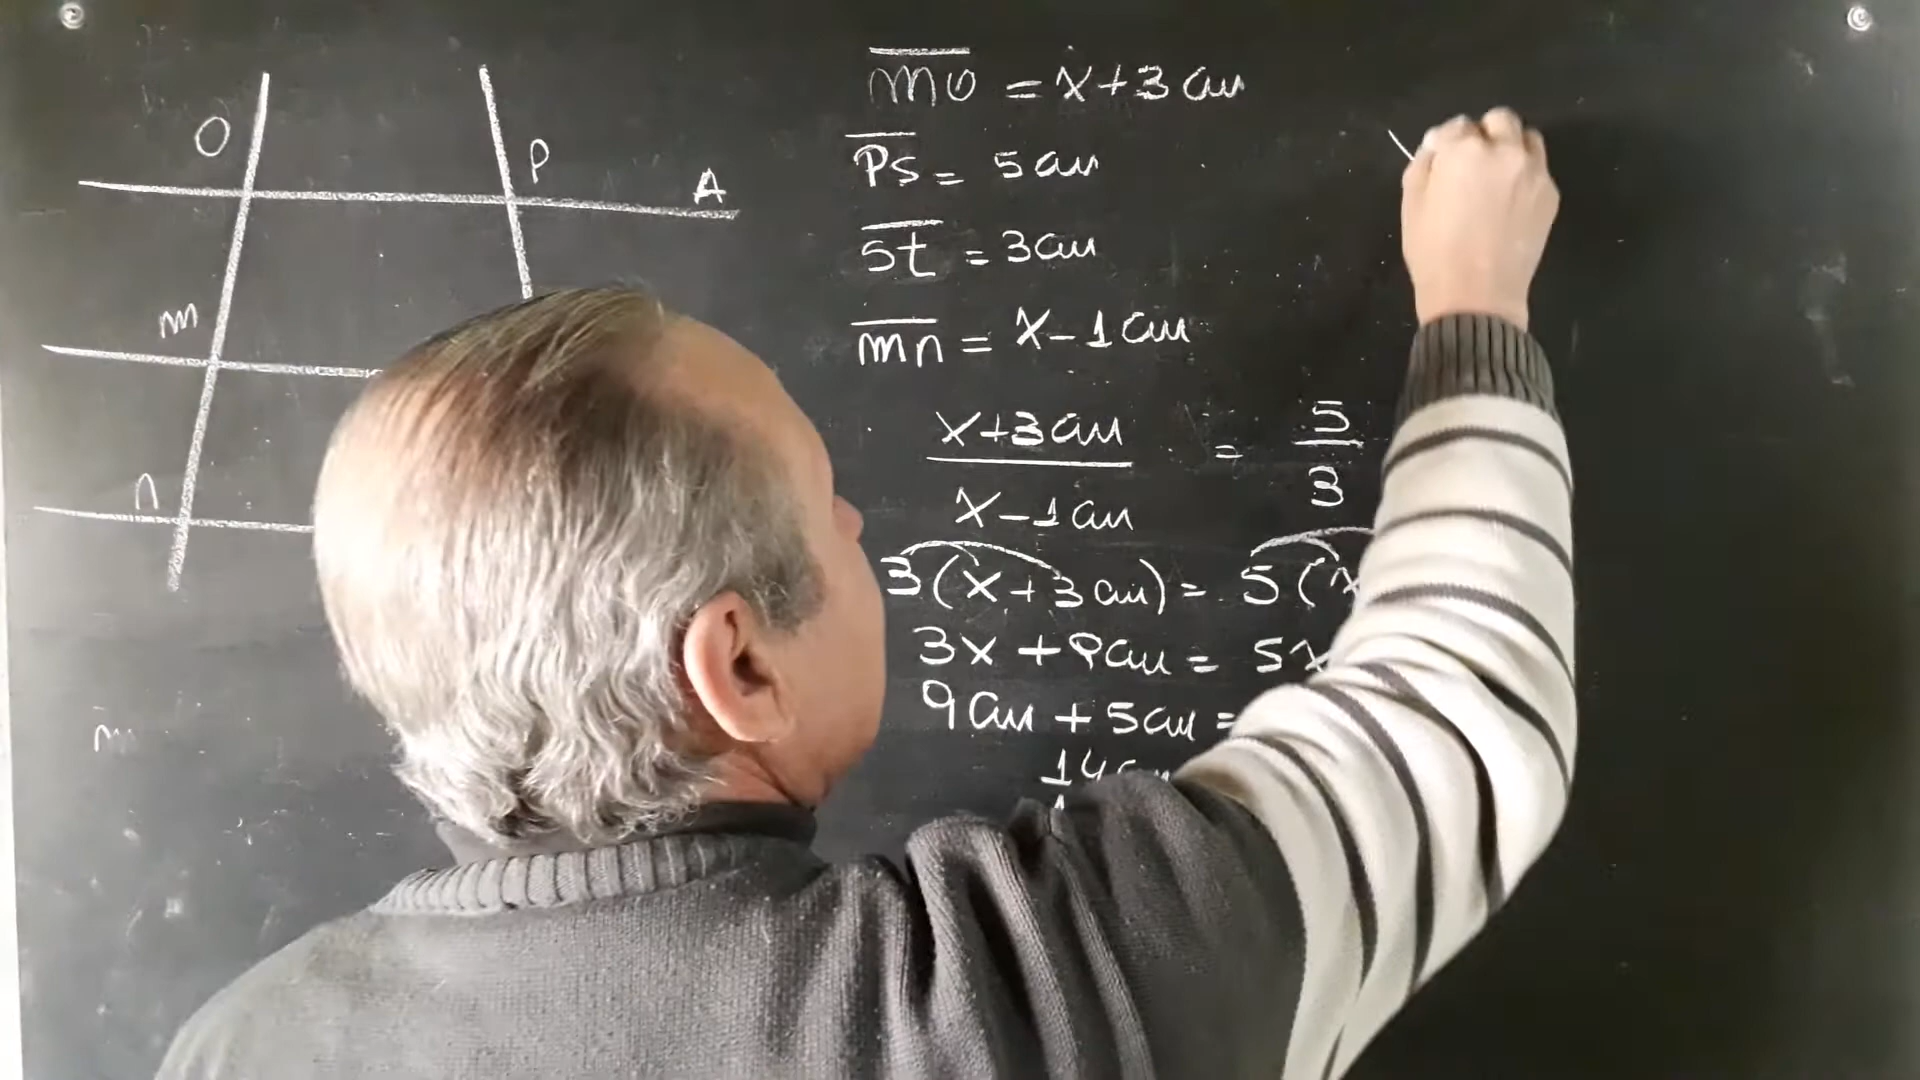 O
P
A
m
n
mo = x+3cm
Ps = 5cm
st = 3cm
mn = x-1cm
x+3cm / x-1cm = 5 / 3
3(x+3cm) = 5(x
3x + 9cm = 5x
9cm + 5cm =
14cm
m